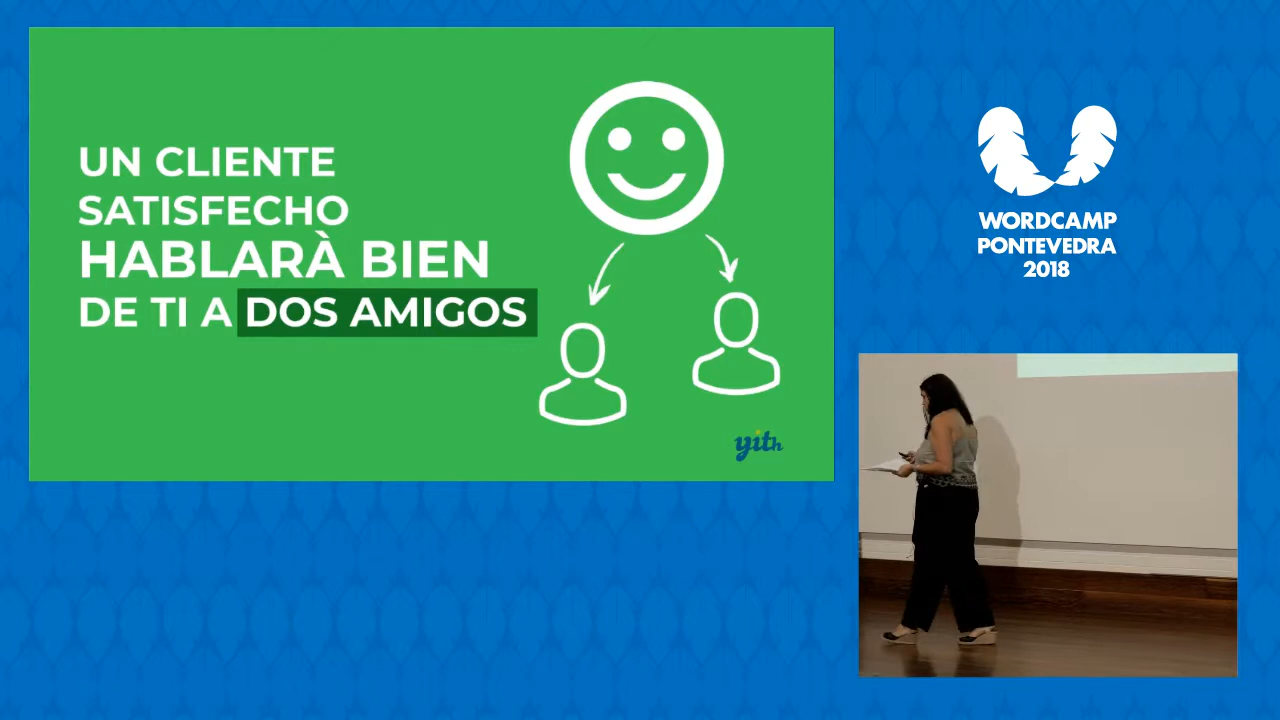 UN CLIENTE
SATISFECHO
HABLARÀ BIEN
DE TI A DOS AMIGOS
yith
WORDCAMP
PONTEVEDRA
2018